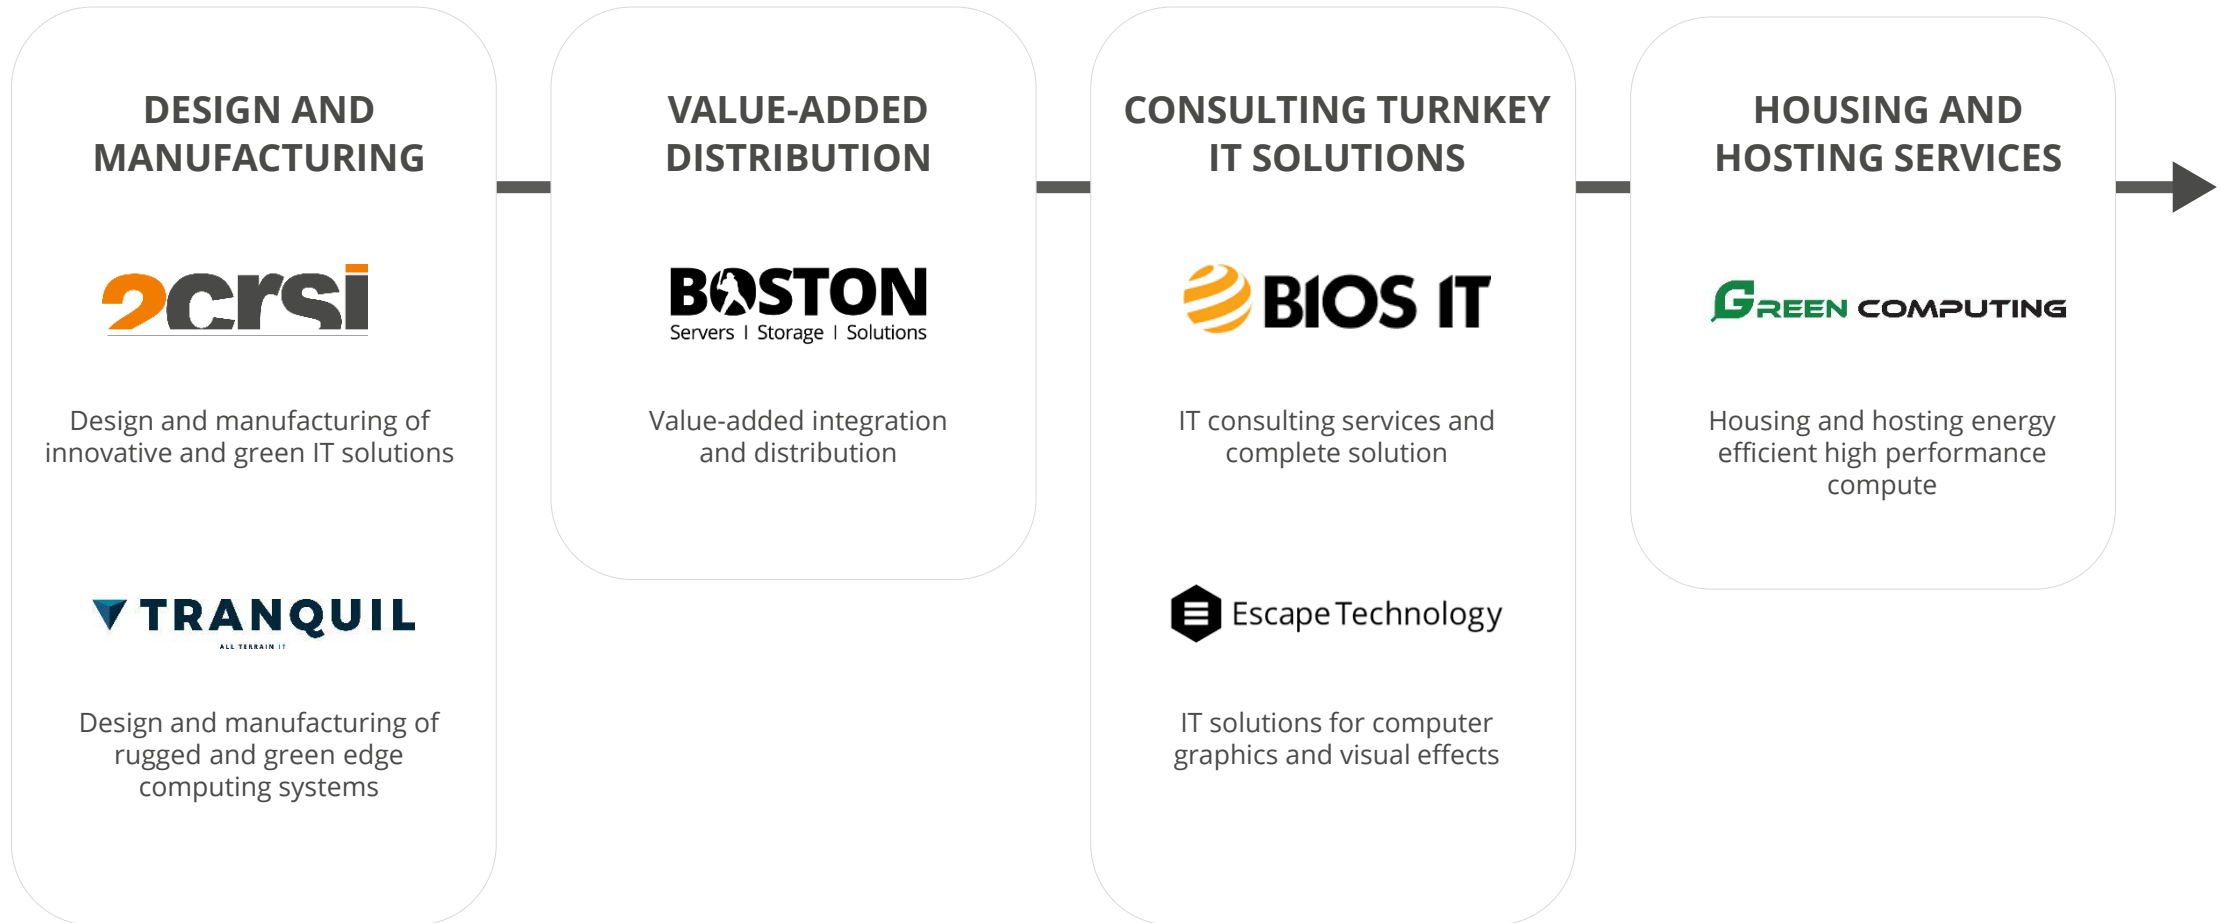 DESIGN AND
MANUFACTURING
2crsi
Design and manufacturing of
innovative and green IT solutions
TRANQUIL
ALL TERRAIN IT
Design and manufacturing of
rugged and green edge
computing systems
VALUE-ADDED
DISTRIBUTION
BOSTON
Servers | Storage | Solutions
Value-added integration
and distribution
CONSULTING TURNKEY
IT SOLUTIONS
BIOS IT
IT consulting services and
complete solution
Escape Technology
IT solutions for computer
graphics and visual effects
HOUSING AND
HOSTING SERVICES
GREEN COMPUTING
Housing and hosting energy
efficient high performance
compute